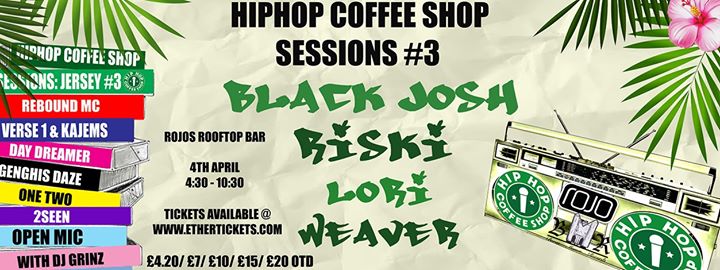 HIPHOP COFFEE SHOP
SESSIONS #3
HIPHOP COFFEE SHOP
SESSIONS: JERSEY #3
REBOUND MC
VERSE 1 & KAJEMS
DAY DREAMER
GENGHIS DAZE
ONE TWO
2SEEN
OPEN MIC
WITH DJ GRINZ
ROJOS ROOFTOP BAR
4TH APRIL
4:30 - 10:30
TICKETS AVAILABLE @
WWW.ETHERTICKETS.COM
£4.20/ £7/ £10/ £15/ £20 OTD
BLACK JOSH
RiSKi
LORi
WEAVER
HIP HOP
COFFEE SHOP
ROJO
HIP HOP
COFFEE SHOP